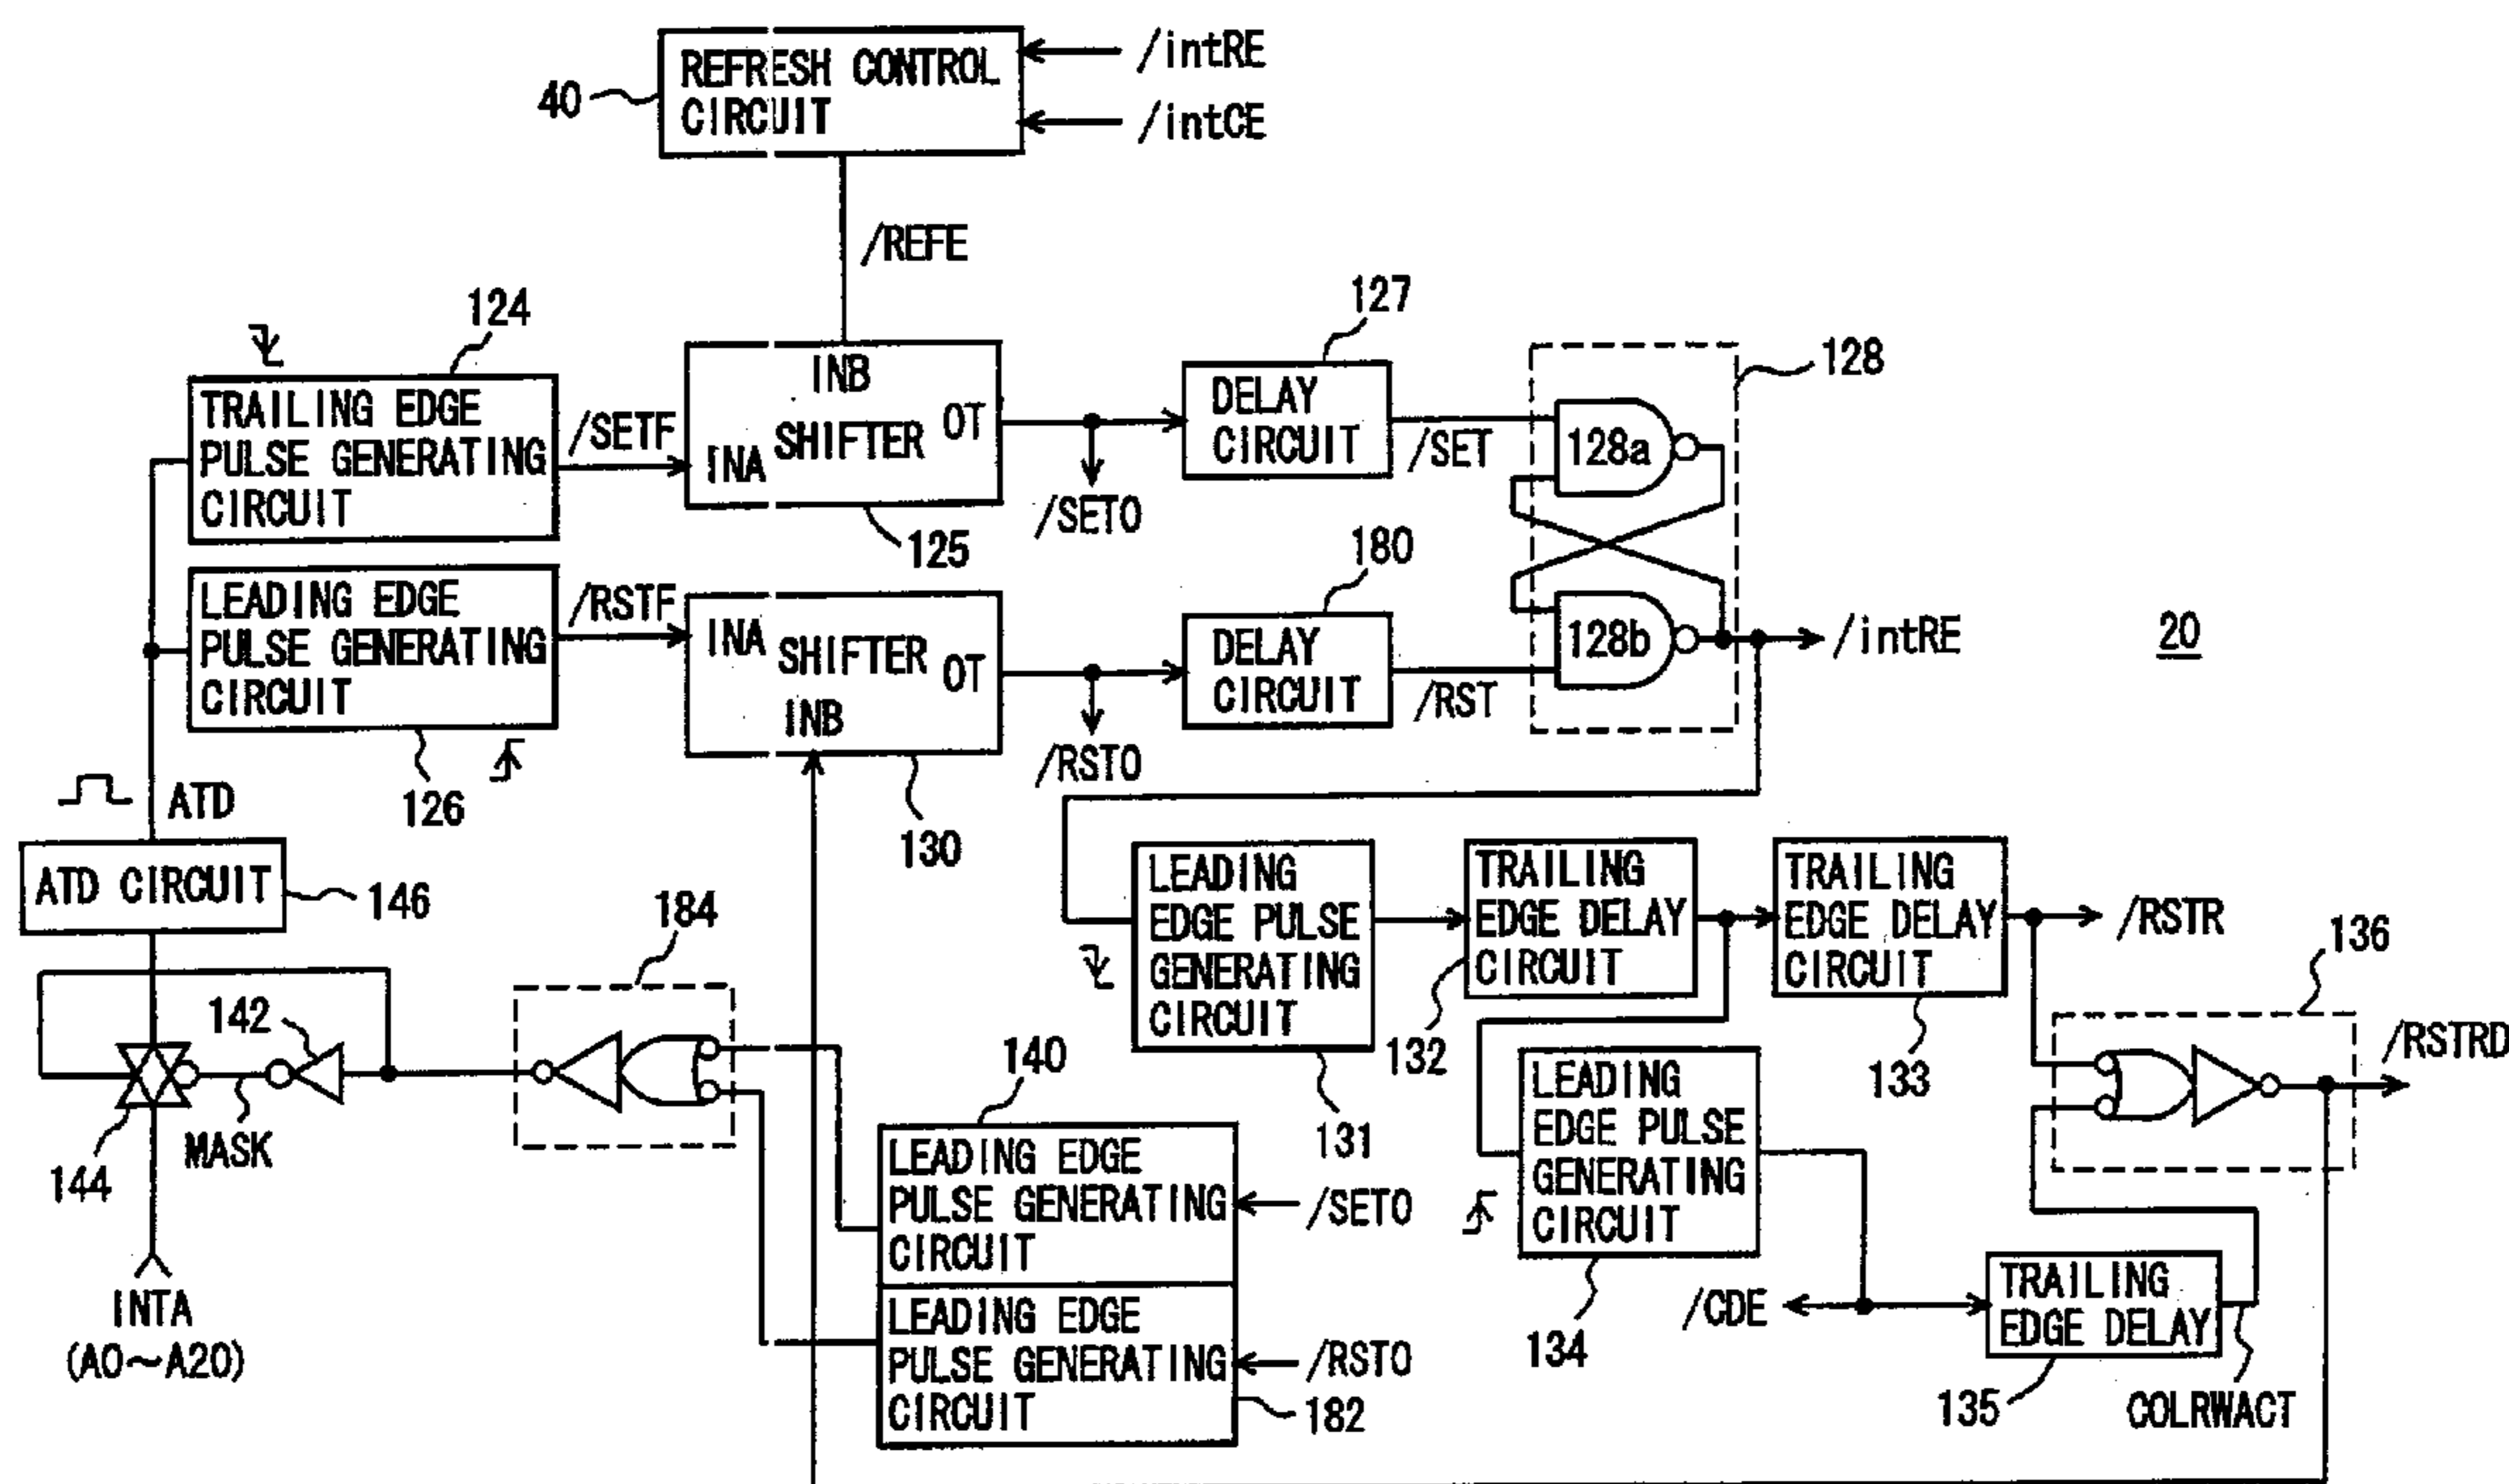 REFRESH CONTROL
CIRCUIT
40
/intRE
/intCE
/REFE
124
TRAILING EDGE
PULSE GENERATING
CIRCUIT
/SETF
INB
INA SHIFTER OT
125
/SETO
127
DELAY
CIRCUIT
/SET
128
128a
LEADING EDGE
PULSE GENERATING
CIRCUIT
126
/RSTF
INA SHIFTER OT
INB
130
/RSTO
180
DELAY
CIRCUIT
/RST
128b
/intRE
20
ATD
ATD CIRCUIT
146
184
142
144
MASK
INTA
(A0~A20)
140
LEADING EDGE
PULSE GENERATING
CIRCUIT
/SETO
LEADING EDGE
PULSE GENERATING
CIRCUIT
/RSTO
182
LEADING
EDGE PULSE
GENERATING
CIRCUIT
131
TRAILING
EDGE DELAY
CIRCUIT
132
TRAILING
EDGE DELAY
CIRCUIT
133
/RSTR
136
/RSTRD
LEADING
EDGE PULSE
GENERATING
CIRCUIT
134
/CDE
TRAILING
EDGE DELAY
135
COLRWACT